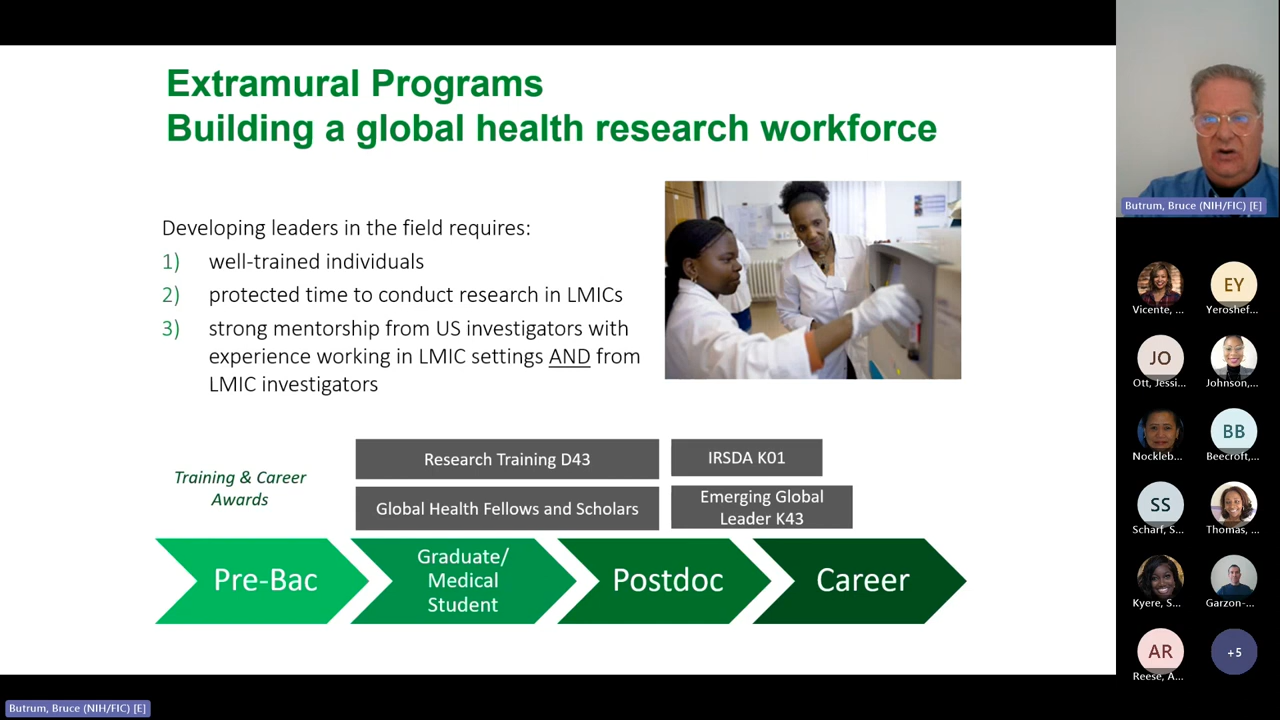 Extramural Programs
Building a global health research workforce
Developing leaders in the field requires:
1) well-trained individuals
2) protected time to conduct research in LMICs
3) strong mentorship from US investigators with
experience working in LMIC settings AND from
LMIC investigators
Training & Career
Awards
Research Training D43
IRSDA K01
Global Health Fellows and Scholars
Emerging Global
Leader K43
Pre-Bac
Graduate/
Medical
Student
Postdoc
Career
Butrum, Bruce (NIH/FIC) [E]
Vicente, ...
EY
Yeroshef...
JO
Ott, Jessi...
Johnson,...
Nockleb...
BB
Beecroft,...
SS
Scharf, S...
Thomas, ...
Kyere, S...
Garzon-...
AR
Reese, A...
+5
Butrum, Bruce (NIH/FIC) [E]